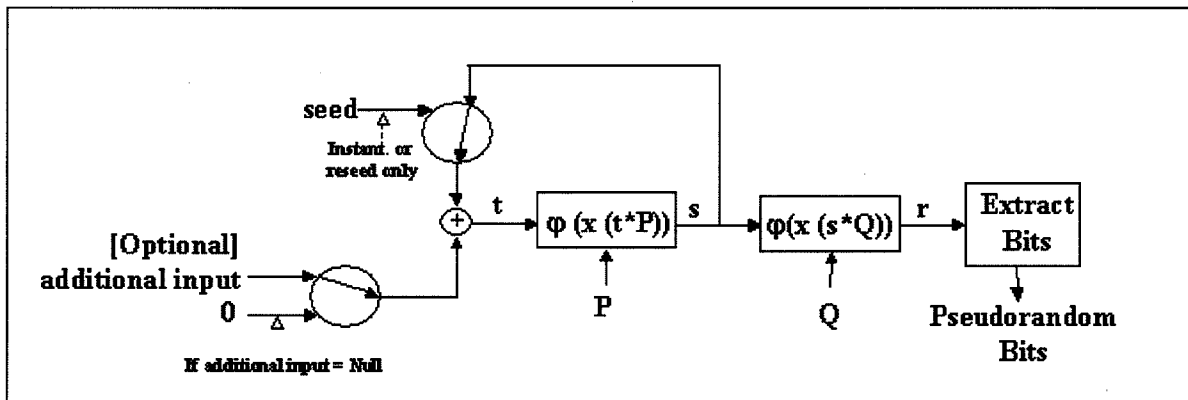 seed
Instant. or
reseed only
+
t
φ (x (t*P))
s
φ(x (s*Q))
r
Extract
Bits
[Optional]
additional input
0
P
Q
Pseudorandom
Bits
If additional input = Null